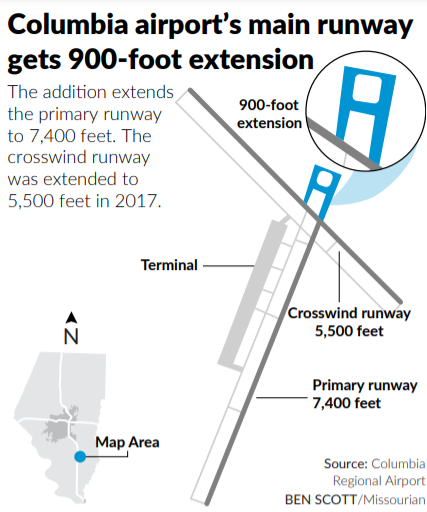 Columbia airport's main runway
gets 900-foot extension
The addition extends
the primary runway
to 7,400 feet. The
crosswind runway
was extended to
5,500 feet in 2017.
900-foot
extension
Terminal
Crosswind runway
5,500 feet
N
Primary runway
7,400 feet
Map Area
Source: Columbia
Regional Airport
BEN SCOTT/Missourian